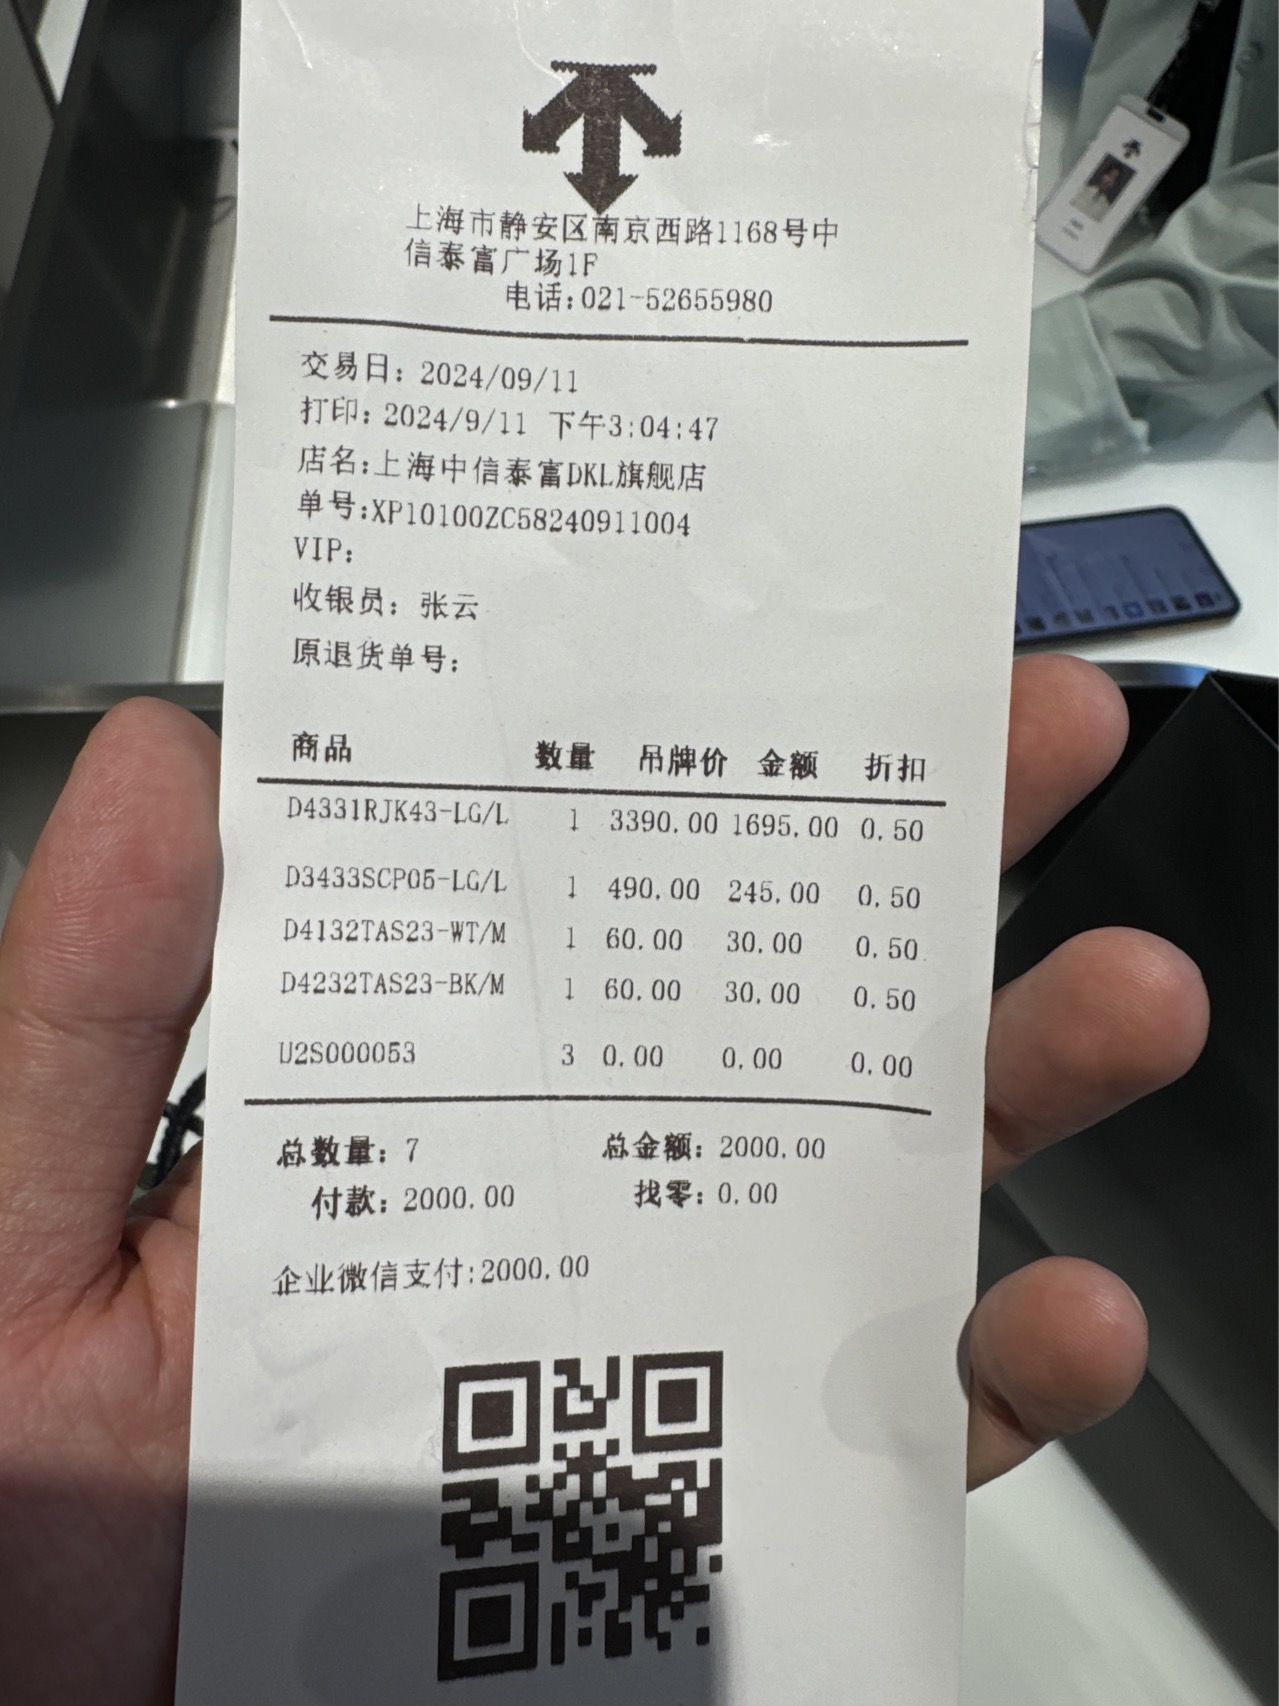 上海市静安区南京西路1168号中
信泰富广场1F
电话:021-52655980
交易日: 2024/09/11
打印: 2024/9/11 下午3:04:47
店名:上海中信泰富DKL旗舰店
单号:XP10100ZC58240911004
VIP:
收银员: 张云
原退货单号:
商品 数量 吊牌价 金额 折扣
D4331RJK43-LG/L 1 3390.00 1695.00 0.50
D3433SCP05-LG/L 1 490.00 245.00 0.50
D4132TAS23-WT/M 1 60.00 30.00 0.50
D4232TAS23-BK/M 1 60.00 30.00 0.50
U2S000053 3 0.00 0.00 0.00
总数量: 7 总金额: 2000.00
付款: 2000.00 找零: 0.00
企业微信支付:2000.00